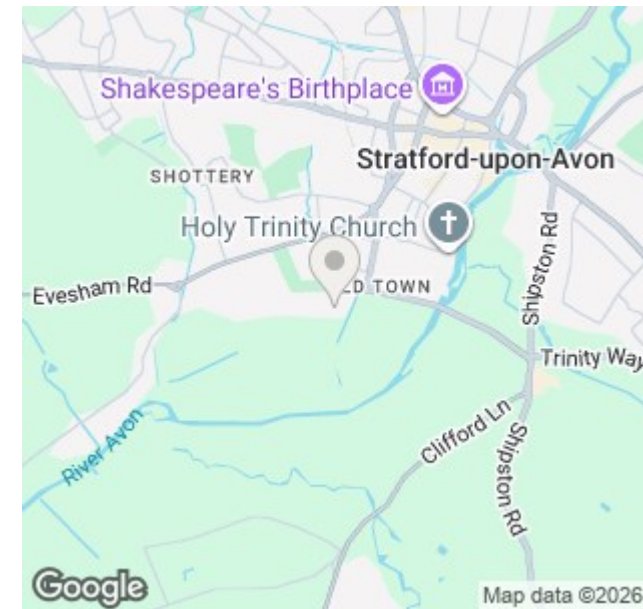 Shakespeare's Birthplace
Stratford-upon-Avon
SHOTTERY
Holy Trinity Church
Evesham Rd
LD TOWN
Shipston Rd
Trinity Way
River Avon
Clifford Ln
Shipston Rd
Google
Map data ©2026